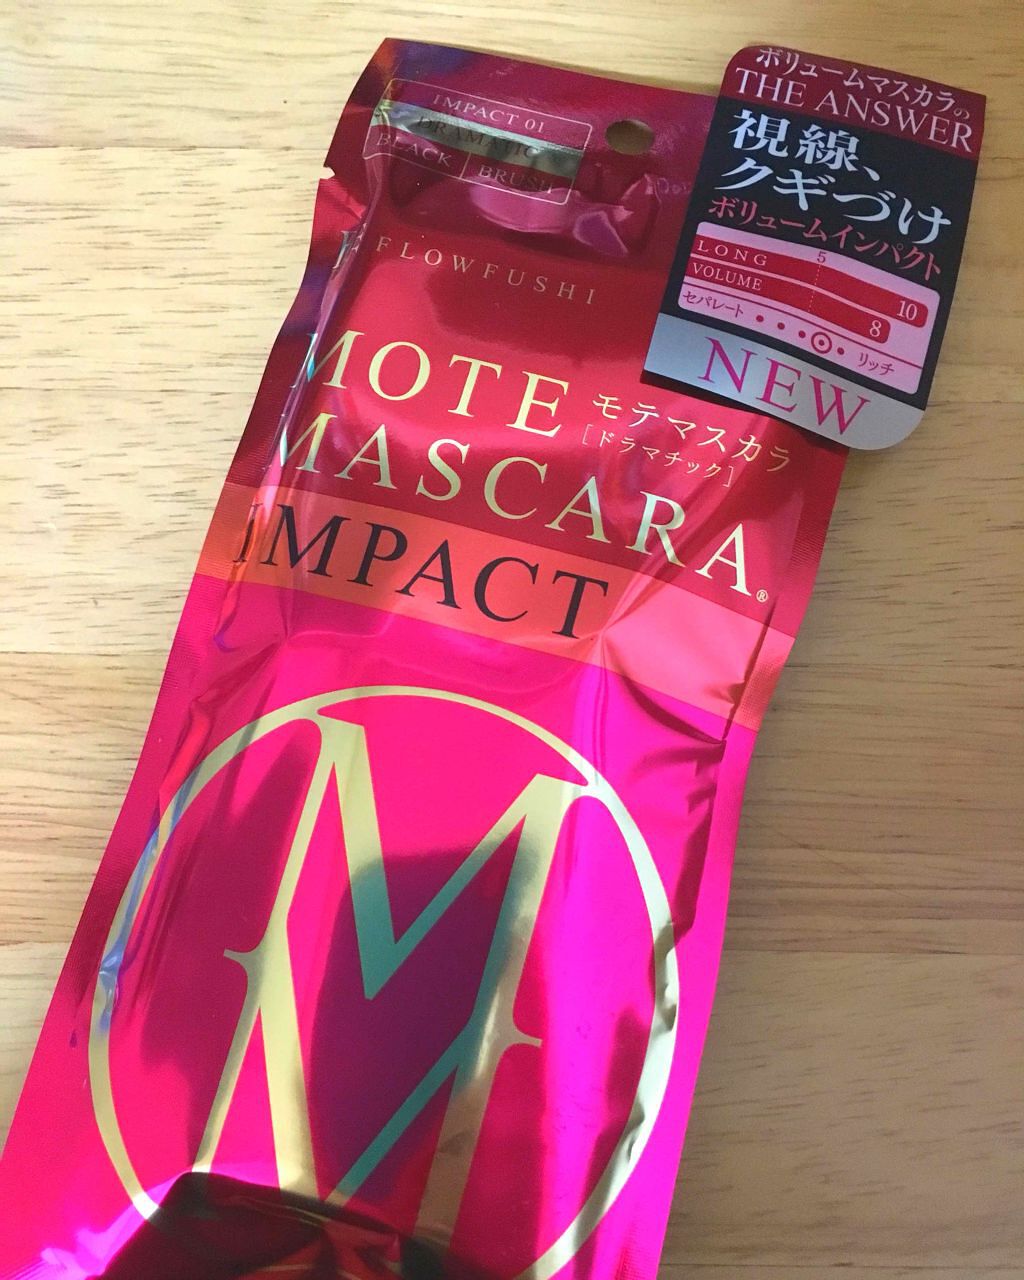 IMPACT 01
DRAMATIC
BLACK
BRUSH
FLOWFUSHI
MOTE
MASCARA®
モテマスカラ
[ドラマチック]
IMPACT
M
ボリュームマスカラの
THE ANSWER
視線、
クギづけ
ボリュームインパクト
5
LONG
10
VOLUME
8
セパレート
リッチ
NEW